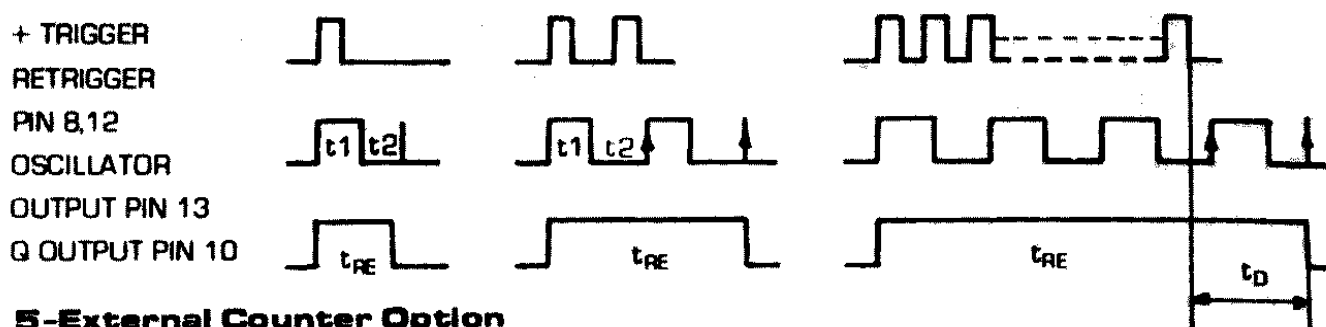 + TRIGGER
RETRIGGER
PIN 8,12
OSCILLATOR
OUTPUT PIN 13
Q OUTPUT PIN 10
t1 t2
t1 t2
tRE
tRE
tRE
tD
5-External Counter Option